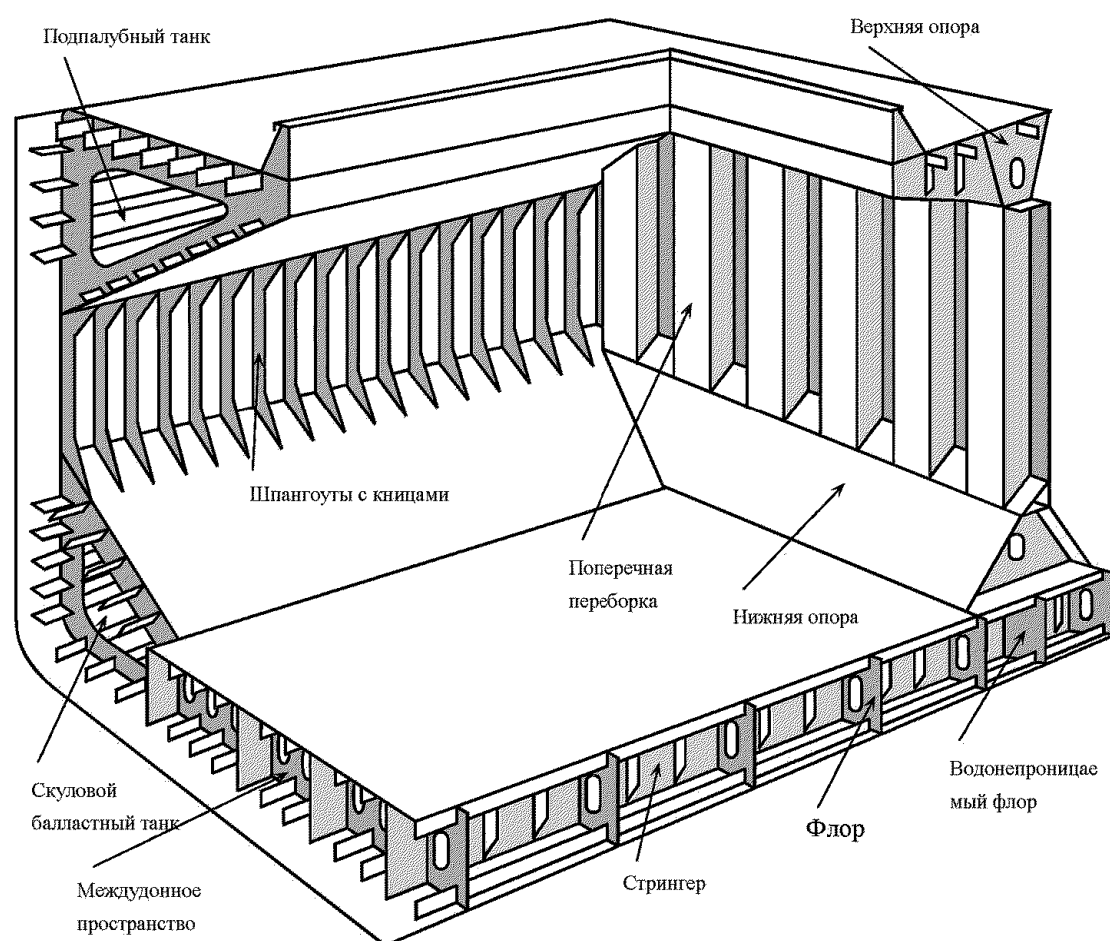 Подпалубный танк
Верхняя опора
Шпангоуты с кницами
Поперечная
переборка
Нижняя опора
Скуловой
балластный танк
Водонепроницае
мый флор
Флор
Стрингер
Междудонное
пространство